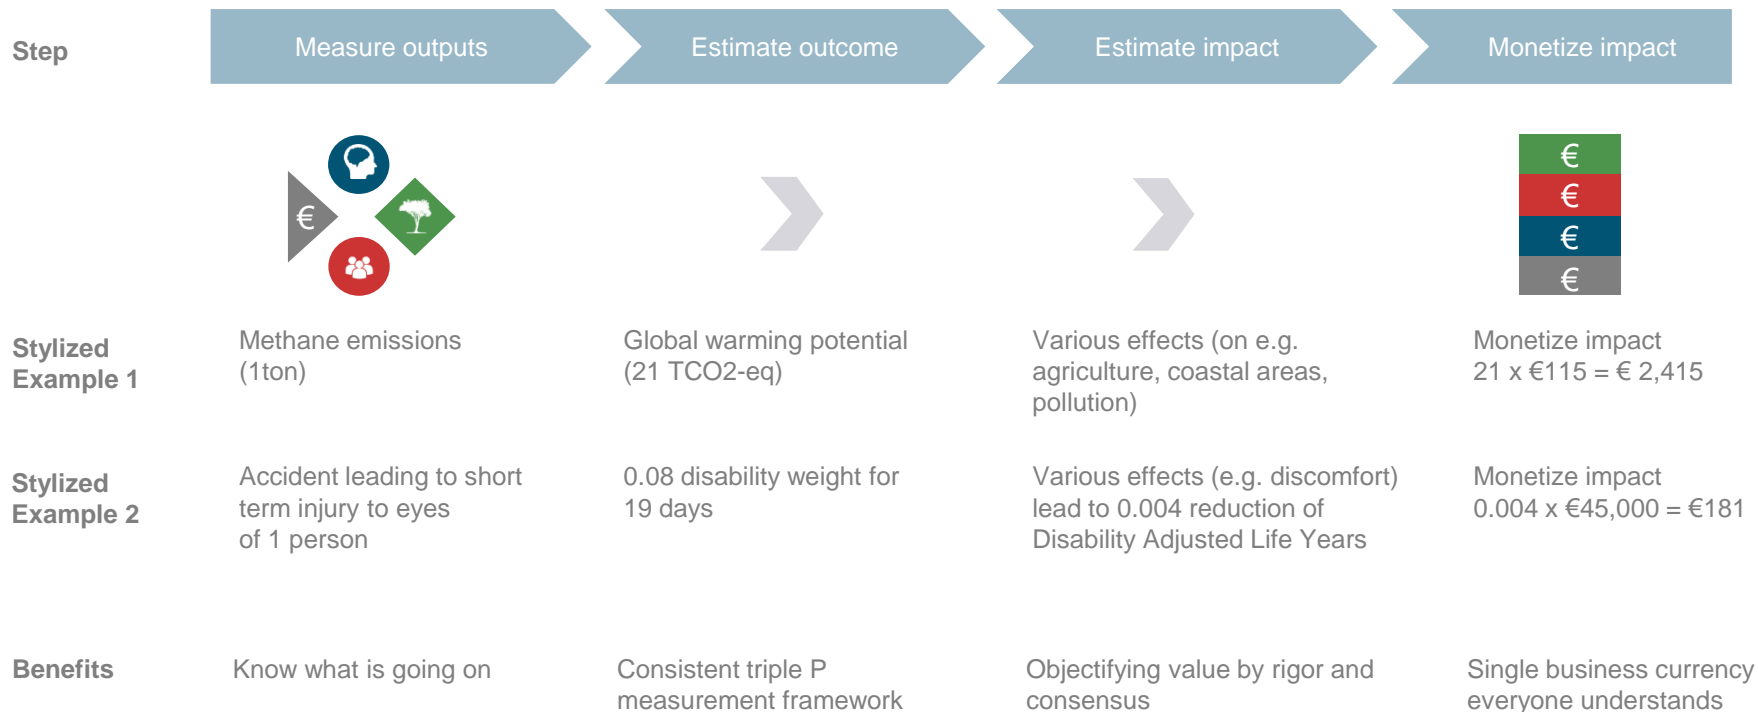 Step
Measure outputs
Estimate outcome
Estimate impact
Monetize impact
€
€
€
€
€
Stylized
Example 1
Methane emissions
(1ton)
Global warming potential
(21 TCO2-eq)
Various effects (on e.g.
agriculture, coastal areas,
pollution)
Monetize impact
21 x €115 = € 2,415
Stylized
Example 2
Accident leading to short
term injury to eyes
of 1 person
0.08 disability weight for
19 days
Various effects (e.g. discomfort)
lead to 0.004 reduction of
Disability Adjusted Life Years
Monetize impact
0.004 x €45,000 = €181
Benefits
Know what is going on
Consistent triple P
measurement framework
Objectifying value by rigor and
consensus
Single business currency
everyone understands